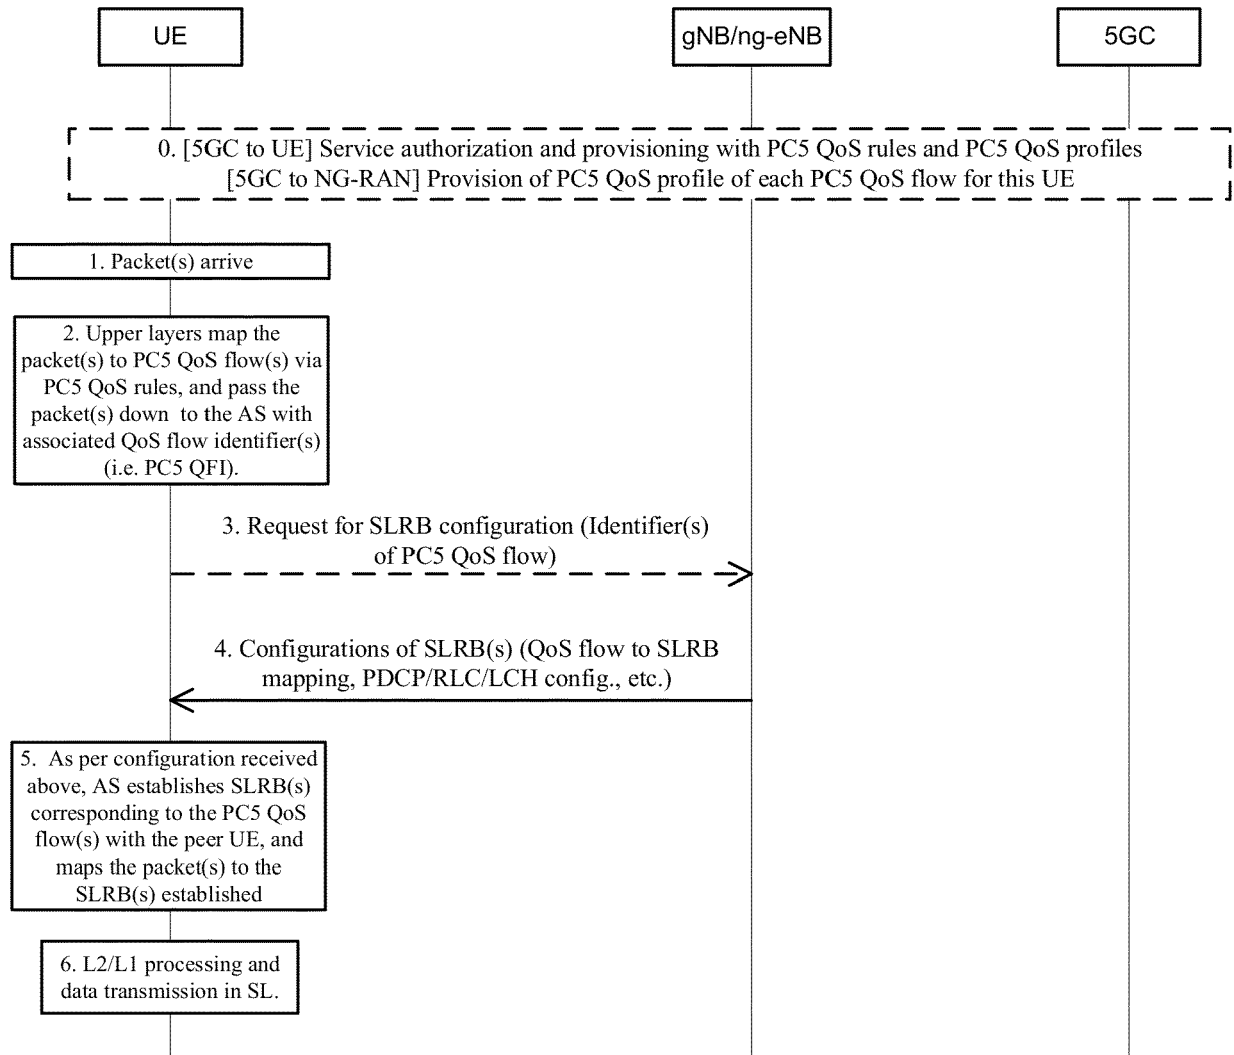 UE
gNB/ng-eNB
5GC
0. [5GC to UE] Service authorization and provisioning with PC5 QoS rules and PC5 QoS profiles
[5GC to NG-RAN] Provision of PC5 QoS profile of each PC5 QoS flow for this UE
1. Packet(s) arrive
2. Upper layers map the
packet(s) to PC5 QoS flow(s) via
PC5 QoS rules, and pass the
packet(s) down to the AS with
associated QoS flow identifier(s)
(i.e. PC5 QFI).
3. Request for SLRB configuration (Identifier(s)
of PC5 QoS flow)
4. Configurations of SLRB(s) (QoS flow to SLRB
mapping, PDCP/RLC/LCH config., etc.)
5. As per configuration received
above, AS establishes SLRB(s)
corresponding to the PC5 QoS
flow(s) with the peer UE, and
maps the packet(s) to the
SLRB(s) established
6. L2/L1 processing and
data transmission in SL.